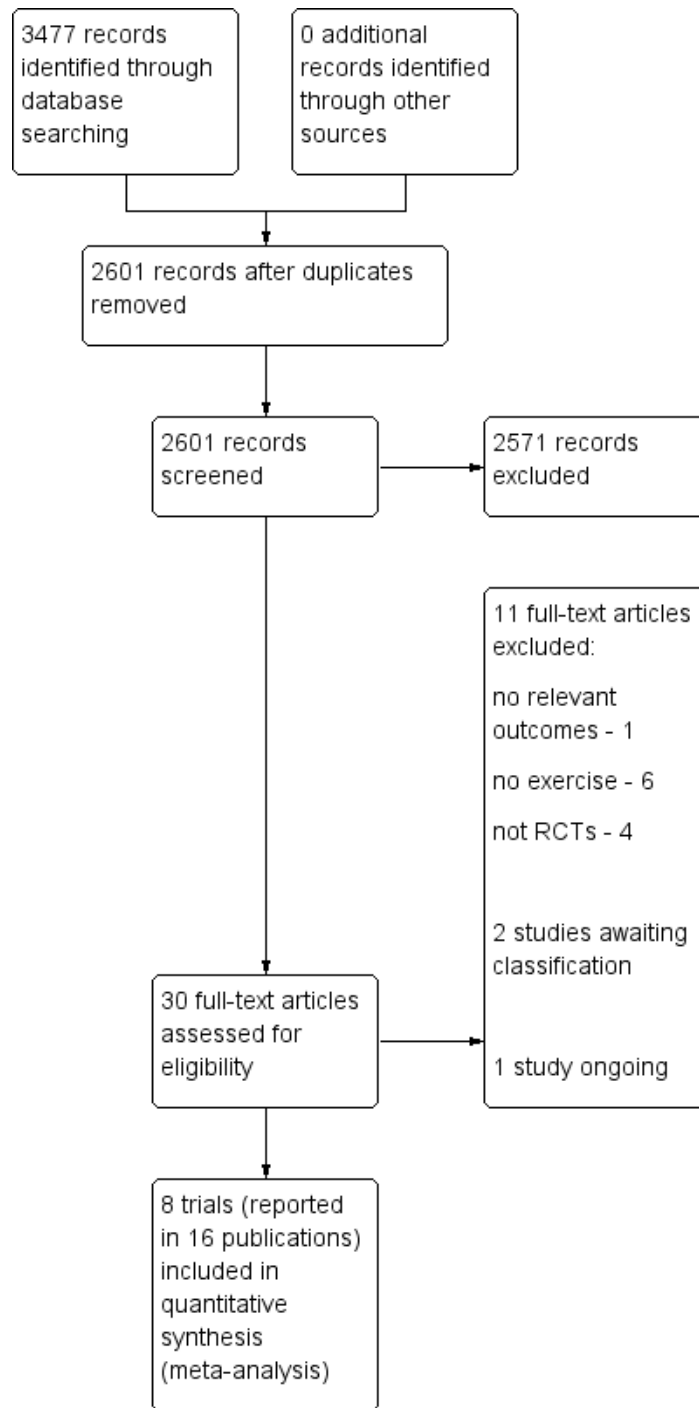 3477 records
identified through
database
searching
0 additional
records identified
through other
sources
2601 records after duplicates
removed
2601 records
screened
2571 records
excluded
11 full-text articles
excluded:
no relevant
outcomes - 1
no exercise - 6
not RCTs - 4
2 studies awaiting
classification
1 study ongoing
30 full-text articles
assessed for
eligibility
8 trials (reported
in 16 publications)
included in
quantitative
synthesis
(meta-analysis)